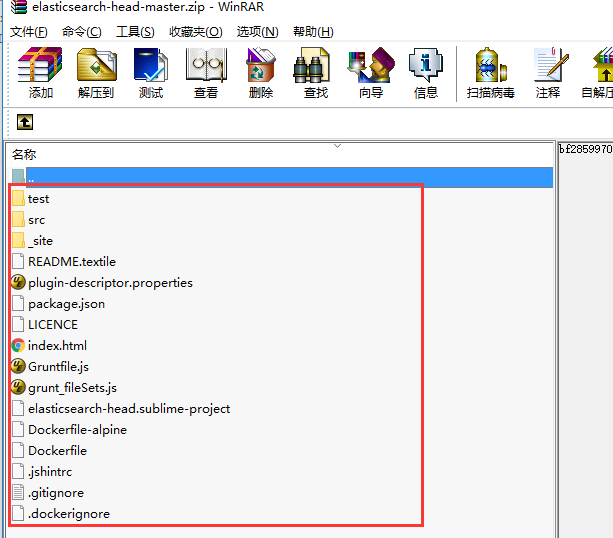 elasticsearch-head-master.zip - WinRAR
文件(F) 命令(C) 工具(S) 收藏夹(O) 选项(N) 帮助(H)
添加 解压到 测试 查看 删除 查找 向导 信息 扫描病毒 注释 自解压
名称
bf2859970
..
test
src
_site
README.textile
plugin-descriptor.properties
package.json
LICENCE
index.html
Gruntfile.js
grunt_fileSets.js
elasticsearch-head.sublime-project
Dockerfile-alpine
Dockerfile
.jshintrc
.gitignore
.dockerignore